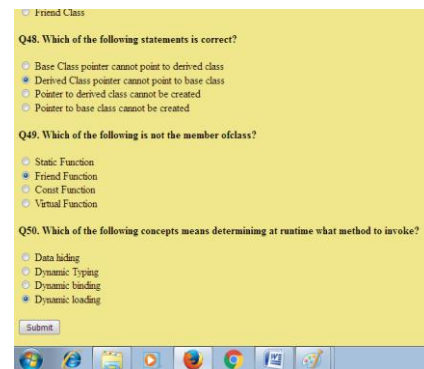 Friend Class
Q48. Which of the following statements is correct?
Base Class pointer cannot point to derived class
Derived Class pointer cannot point to base class
Pointer to derived class cannot be created
Pointer to base class cannot be created
Q49. Which of the following is not the member ofclass?
Static Function
Friend Function
Const Function
Virtual Function
Q50. Which of the following concepts means determining at runtime what method to invoke?
Data hiding
Dynamic Typing
Dynamic binding
Dynamic loading
Submit